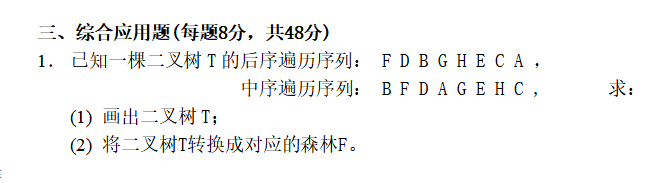 三、综合应用题(每题8分，共48分)
1． 已知一棵二叉树 T 的后序遍历序列： F D B G H E C A ，
中序遍历序列： B F D A G E H C ， 求：
(1) 画出二叉树 T；
(2) 将二叉树T转换成对应的森林F。